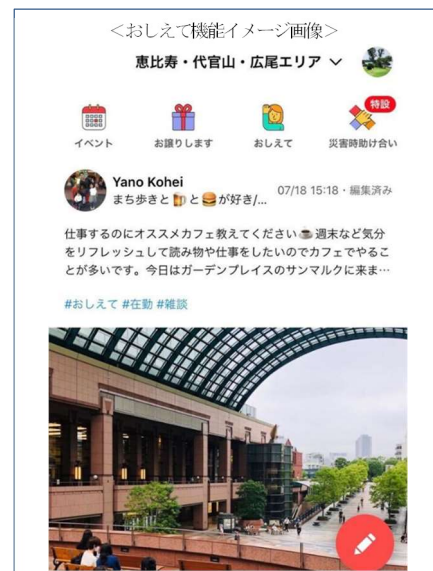 ＜おしえて機能イメージ画像＞
恵比寿・代官山・広尾エリア
特設
イベント
お譲りします
おしえて
災害時助け合い
Yano Kohei
まち歩きと🍺と🍔が好き/...
07/18 15:18・編集済み
仕事するのにオススメカフェ教えてください☕週末など気分
をリフレッシュして読み物や仕事をしたいのでカフェでやるこ
とが多いです。今日はガーデンプレイスのサンマルクに来ま…
#おしえて #在勤 #雑談